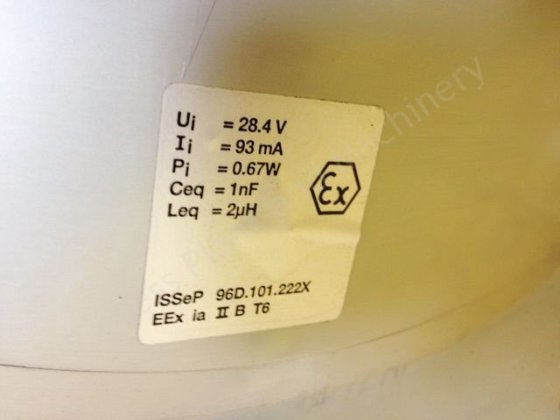 Ui = 28.4 V
Ii = 93 mA
Pi = 0.67W
Ceq = 1nF
Leq = 2µH
Ex
ISSeP 96D.101.222X
EEx ia II B T6